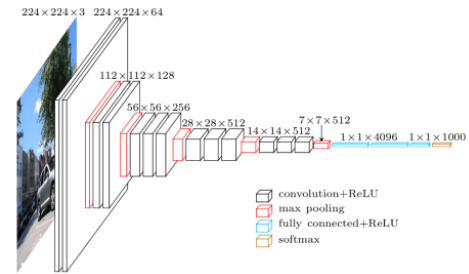 224×224×3 224×224×64
112×112×128
56×56×256
28×28×512
14×14×512
7×7×512
1×1×4096 1×1×1000
convolution+ReLU
max pooling
fully connected+ReLU
softmax